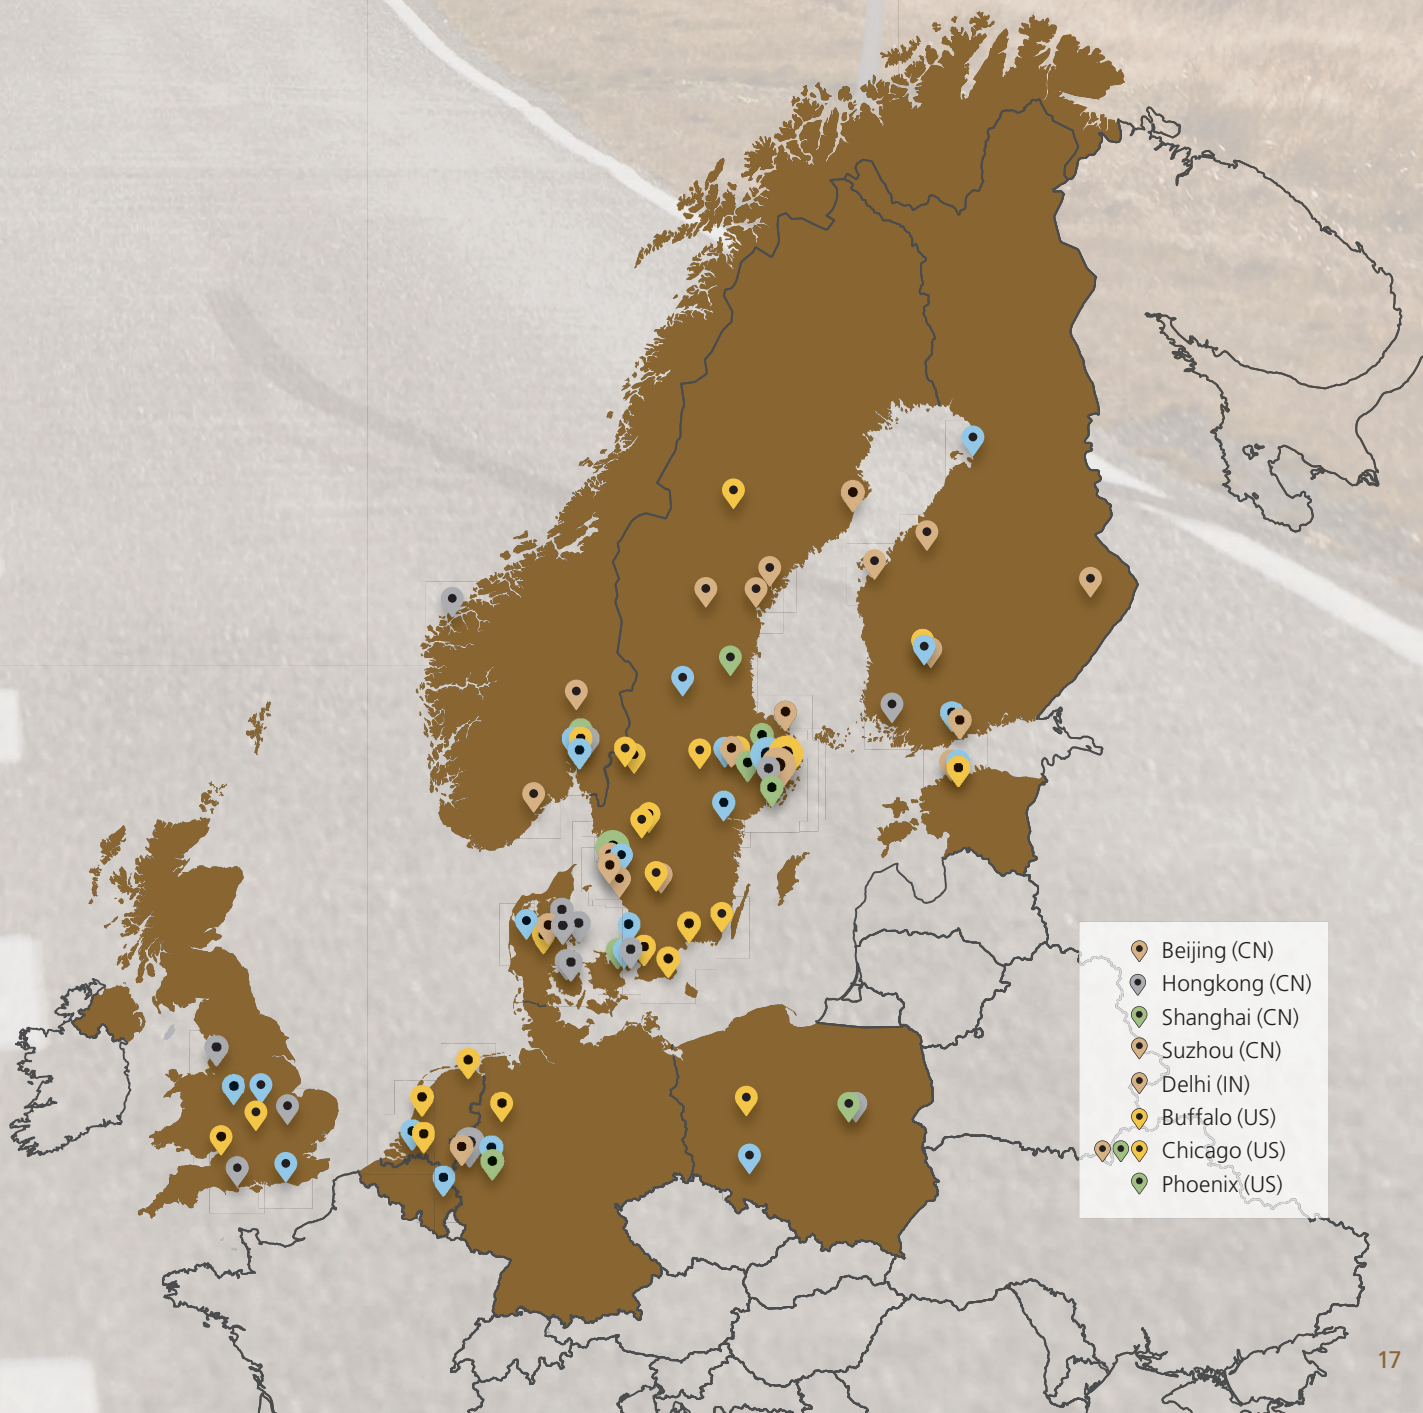 Beijing (CN)
Hongkong (CN)
Shanghai (CN)
Suzhou (CN)
Delhi (IN)
Buffalo (US)
Chicago (US)
Phoenix (US)
17